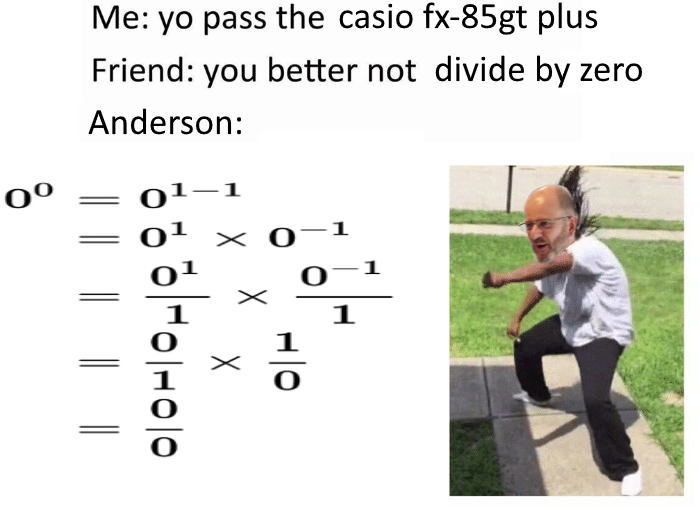 Me: yo pass the casio fx-85gt plus
Friend: you better not divide by zero
Anderson:
0⁰ = 0¹⁻¹
= 0¹ × 0⁻¹
= 0¹/1 × 0⁻¹/1
= 0/1 × 1/0
= 0/0